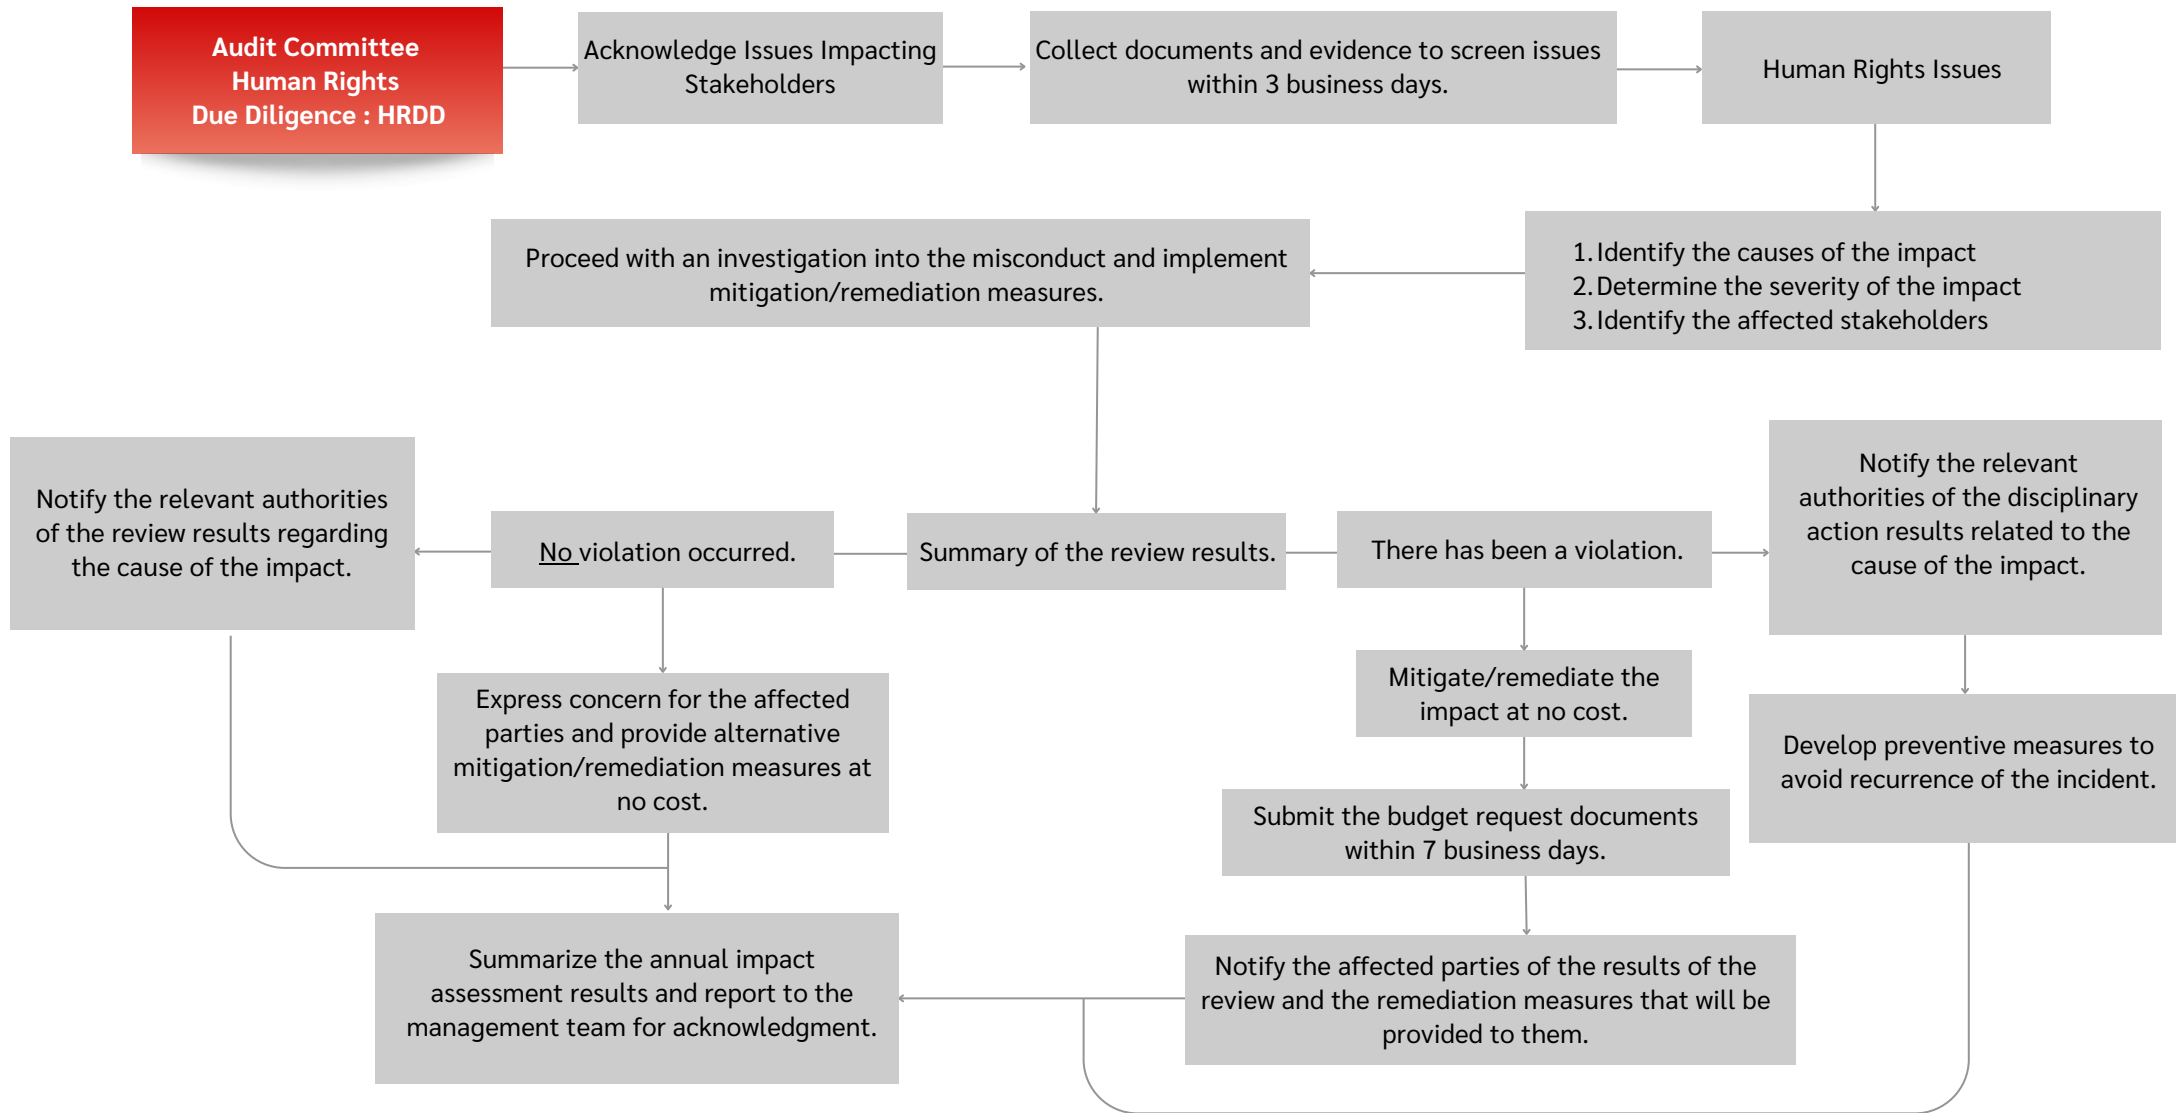 Audit Committee
Human Rights
Due Diligence : HRDD
Acknowledge Issues Impacting
Stakeholders
Collect documents and evidence to screen issues
within 3 business days.
Human Rights Issues
1. Identify the causes of the impact
2. Determine the severity of the impact
3. Identify the affected stakeholders
Proceed with an investigation into the misconduct and implement
mitigation/remediation measures.
Summary of the review results.
No violation occurred.
Notify the relevant authorities
of the review results regarding
the cause of the impact.
Express concern for the affected
parties and provide alternative
mitigation/remediation measures at
no cost.
There has been a violation.
Notify the relevant
authorities of the disciplinary
action results related to the
cause of the impact.
Mitigate/remediate the
impact at no cost.
Develop preventive measures to
avoid recurrence of the incident.
Submit the budget request documents
within 7 business days.
Notify the affected parties of the results of the
review and the remediation measures that will be
provided to them.
Summarize the annual impact
assessment results and report to the
management team for acknowledgment.